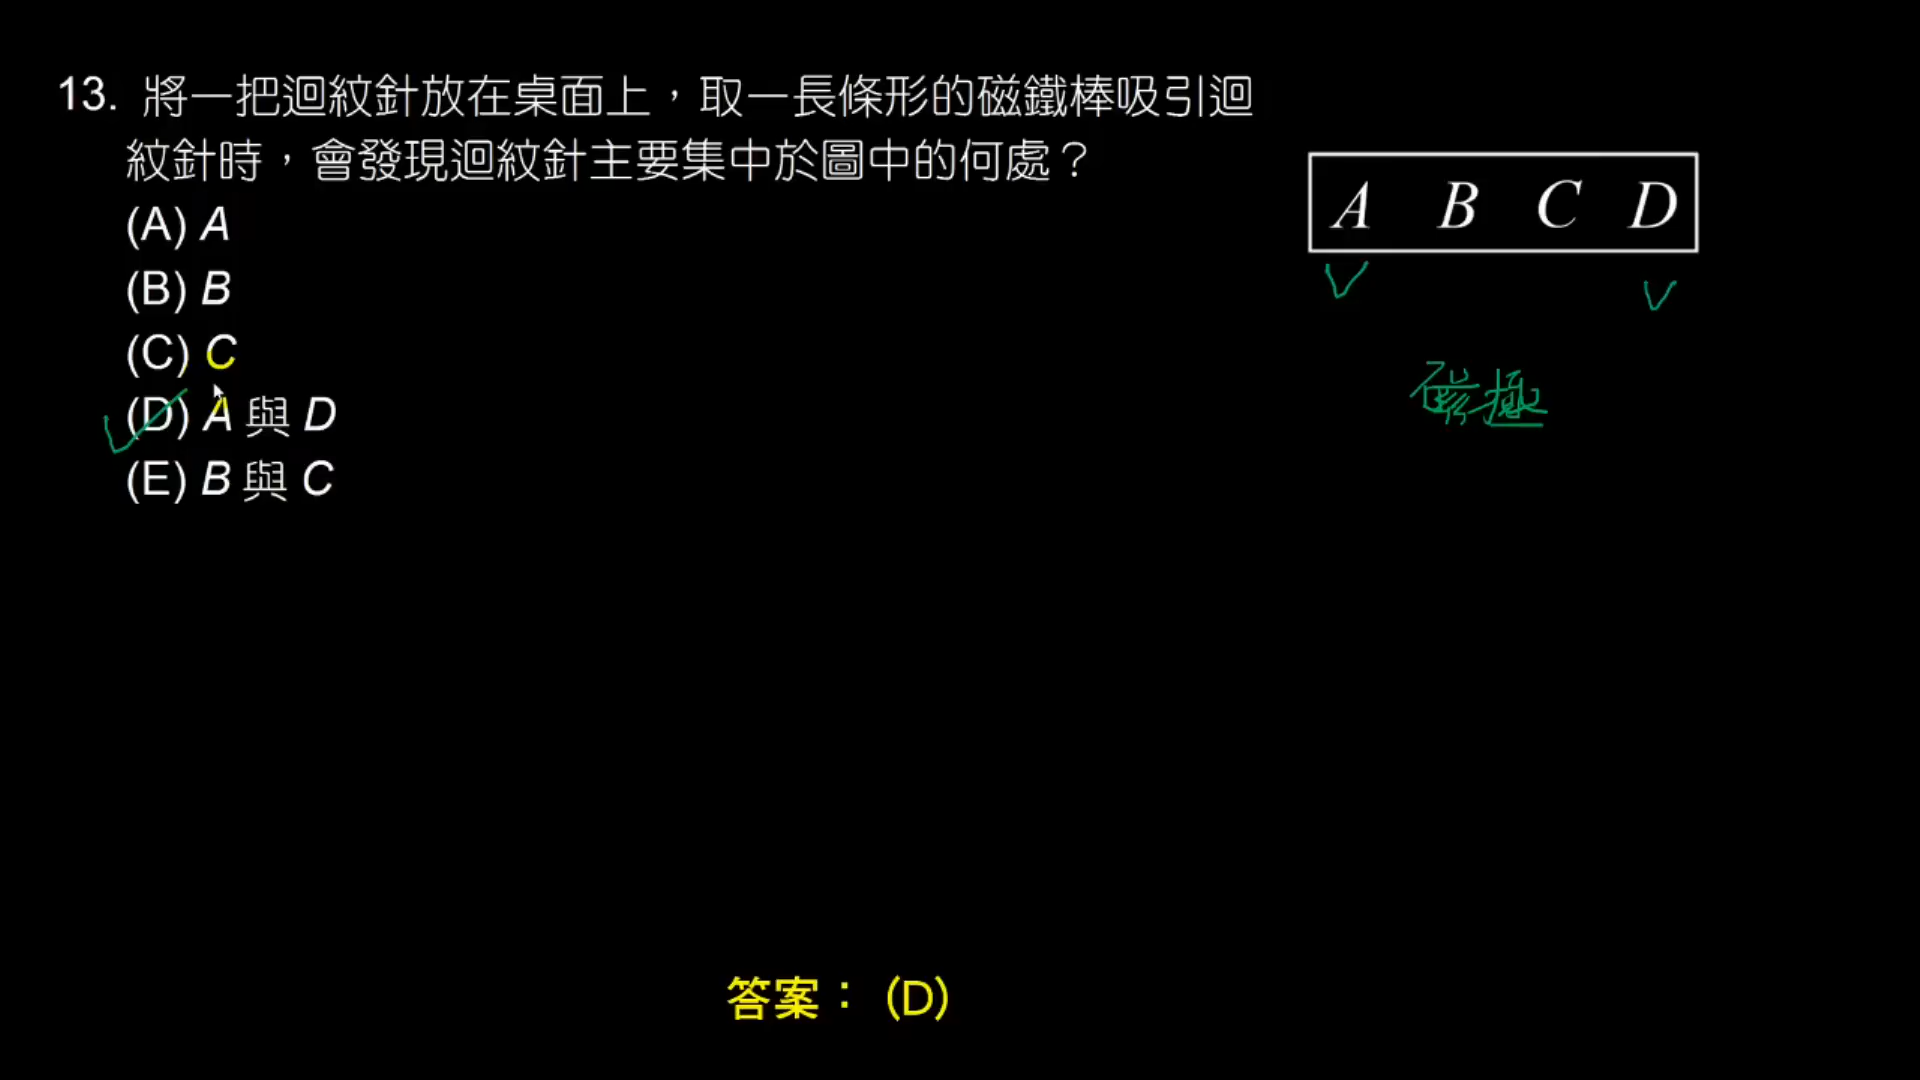 13. 將一把迴紋針放在桌面上，取一長條形的磁鐵棒吸引迴
紋針時，會發現迴紋針主要集中於圖中的何處？
(A) A
(B) B
(C) C
(D) A 與 D
(E) B 與 C
A B C D
磁極
答案： (D)